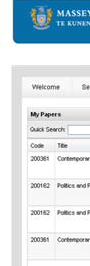 MASSEY
TE KUNEN
Welcome Se
My Papers
Quick Search:
Code Title
200361 Contemporar
200162 Politics and P
200162 Politics and P
200361 Contemporar